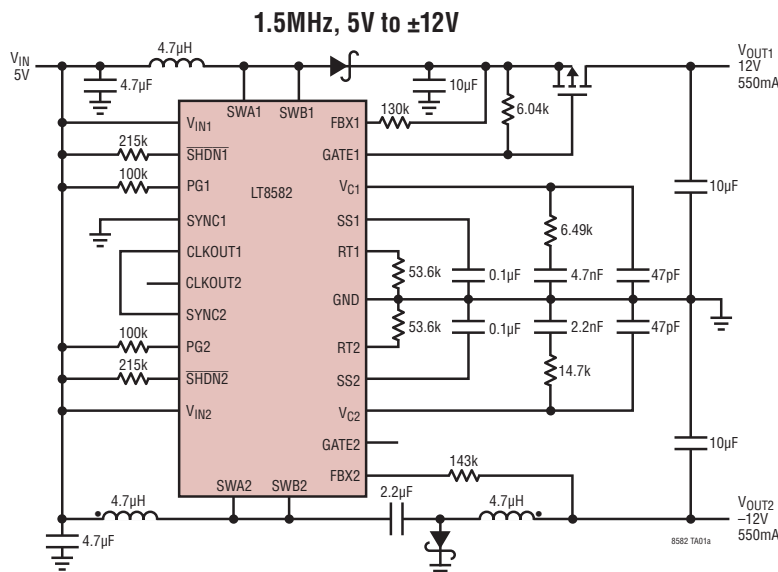 1.5MHz, 5V to ±12V
VIN
5V
4.7µH
4.7µF
10µF
VOUT1
12V
550mA
SWA1
SWB1
VIN1
215k
SHDN1
100k
PG1
SYNC1
CLKOUT1
CLKOUT2
SYNC2
100k
PG2
215k
SHDN2
VIN2
LT8582
FBX1
130k
6.04k
GATE1
VC1
SS1
RT1
GND
RT2
SS2
VC2
GATE2
FBX2
53.6k
0.1µF
6.49k
4.7nF
47pF
10µF
53.6k
0.1µF
2.2nF
47pF
14.7k
10µF
143k
SWA2
SWB2
4.7µH
2.2µF
4.7µH
4.7µF
VOUT2
–12V
550mA
8582 TA01a